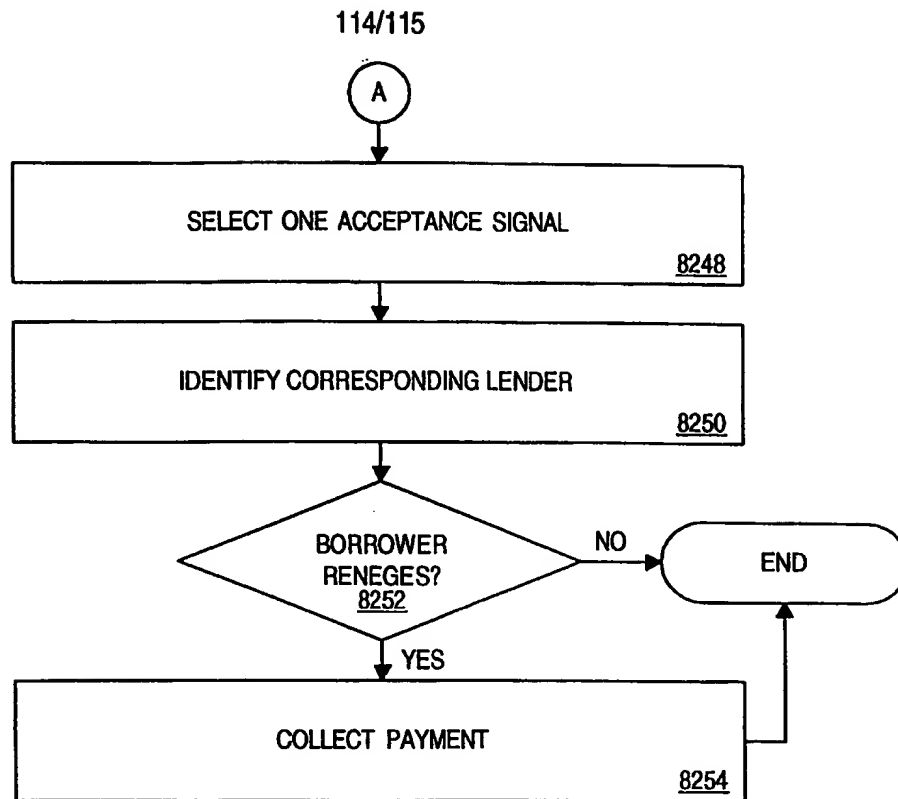 114/115
A
SELECT ONE ACCEPTANCE SIGNAL
8248
IDENTIFY CORRESPONDING LENDER
8250
BORROWER
RENEGES?
8252
NO
END
YES
COLLECT PAYMENT
8254